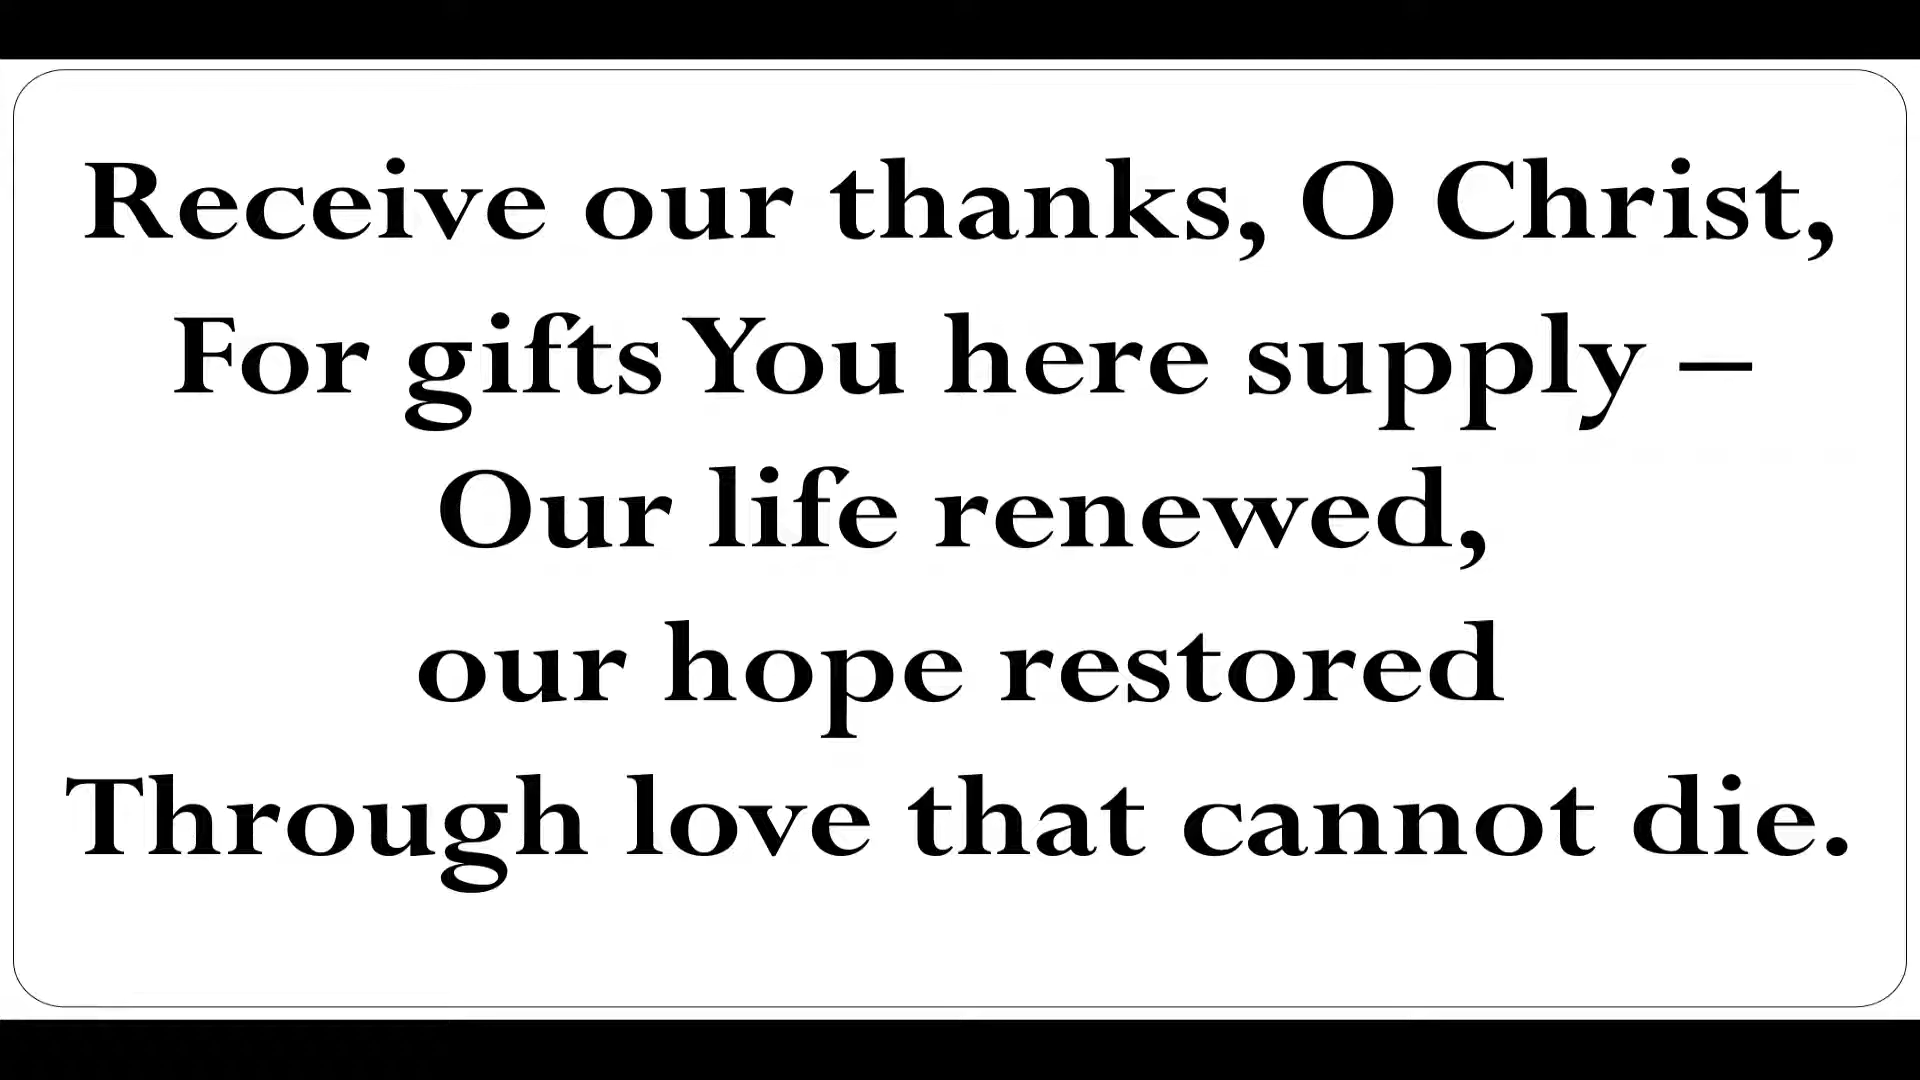 Receive our thanks, O Christ,
For gifts You here supply –
Our life renewed,
our hope restored
Through love that cannot die.